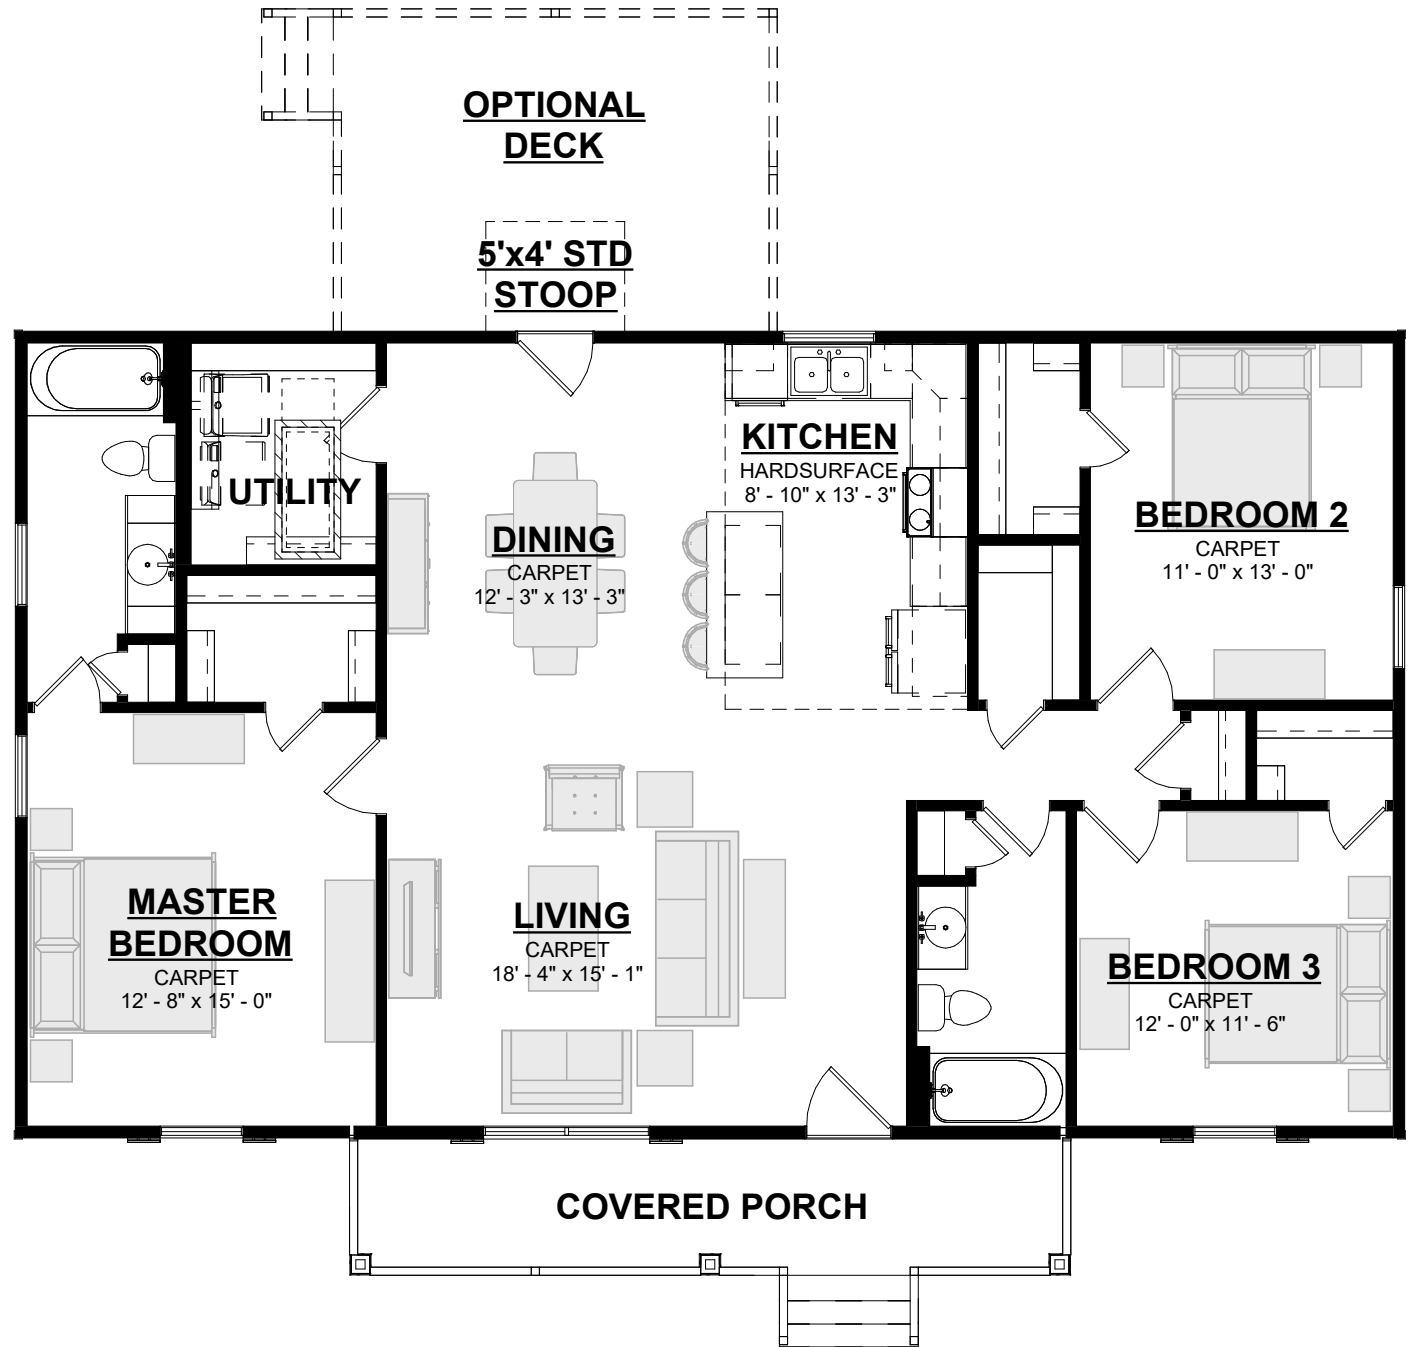 OPTIONAL
DECK
5'x4' STD
STOOP
KITCHEN
HARDSURFACE
8' - 10" x 13' - 3"
UTILITY
DINING
CARPET
12' - 3" x 13' - 3"
BEDROOM 2
CARPET
11' - 0" x 13' - 0"
MASTER
BEDROOM
CARPET
12' - 8" x 15' - 0"
LIVING
CARPET
18' - 4" x 15' - 1"
BEDROOM 3
CARPET
12' - 0" x 11' - 6"
COVERED PORCH